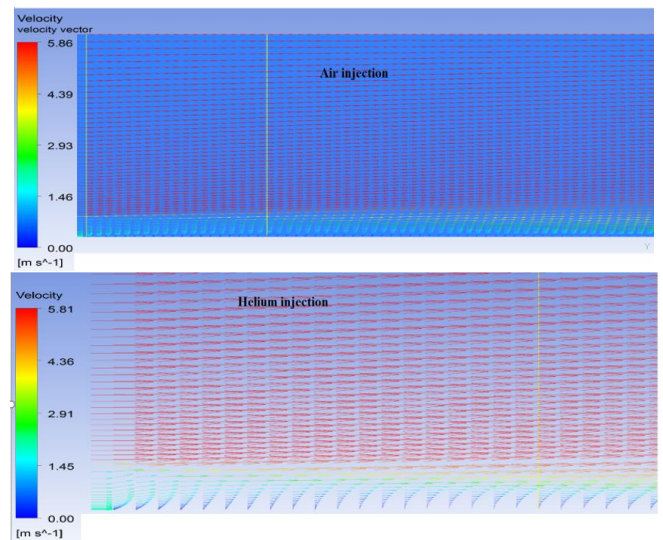 Velocity
velocity vector
5.86
Air injection
4.39
2.93
1.46
0.00
Y
[m s^-1]
Velocity
Helium injection
5.81
4.36
2.91
1.45
0.00
[m s^-1]